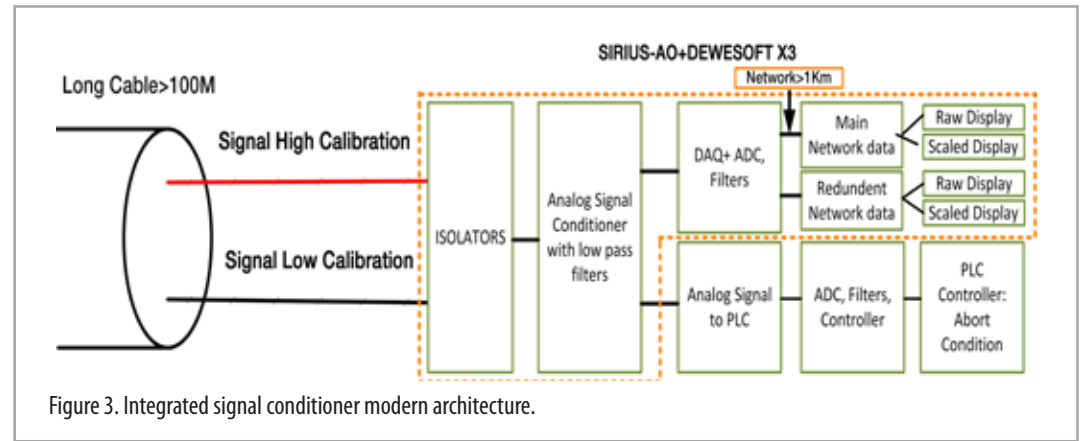 SIRIUS-AO+DEWESOFT X3
Network>1Km
Long Cable>100M
Signal High Calibration
Signal Low Calibration
ISOLATORS
Analog Signal
Conditioner
with low pass
filters
DAQ+ ADC,
Filters
Main
Network data
Raw Display
Scaled Display
Redundent
Network data
Raw Display
Scaled Display
Analog Signal
to PLC
ADC, Filters,
Controller
PLC
Controller:
Abort
Condition
Figure 3. Integrated signal conditioner modern architecture.